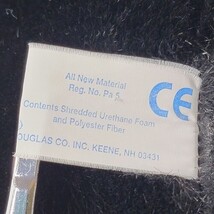 All New Material
Reg. No. Pa
CE
Contents Shredded Urethane Foam
and Polyester Fiber
OUGLAS CO. INC. KEENE, NH 03431